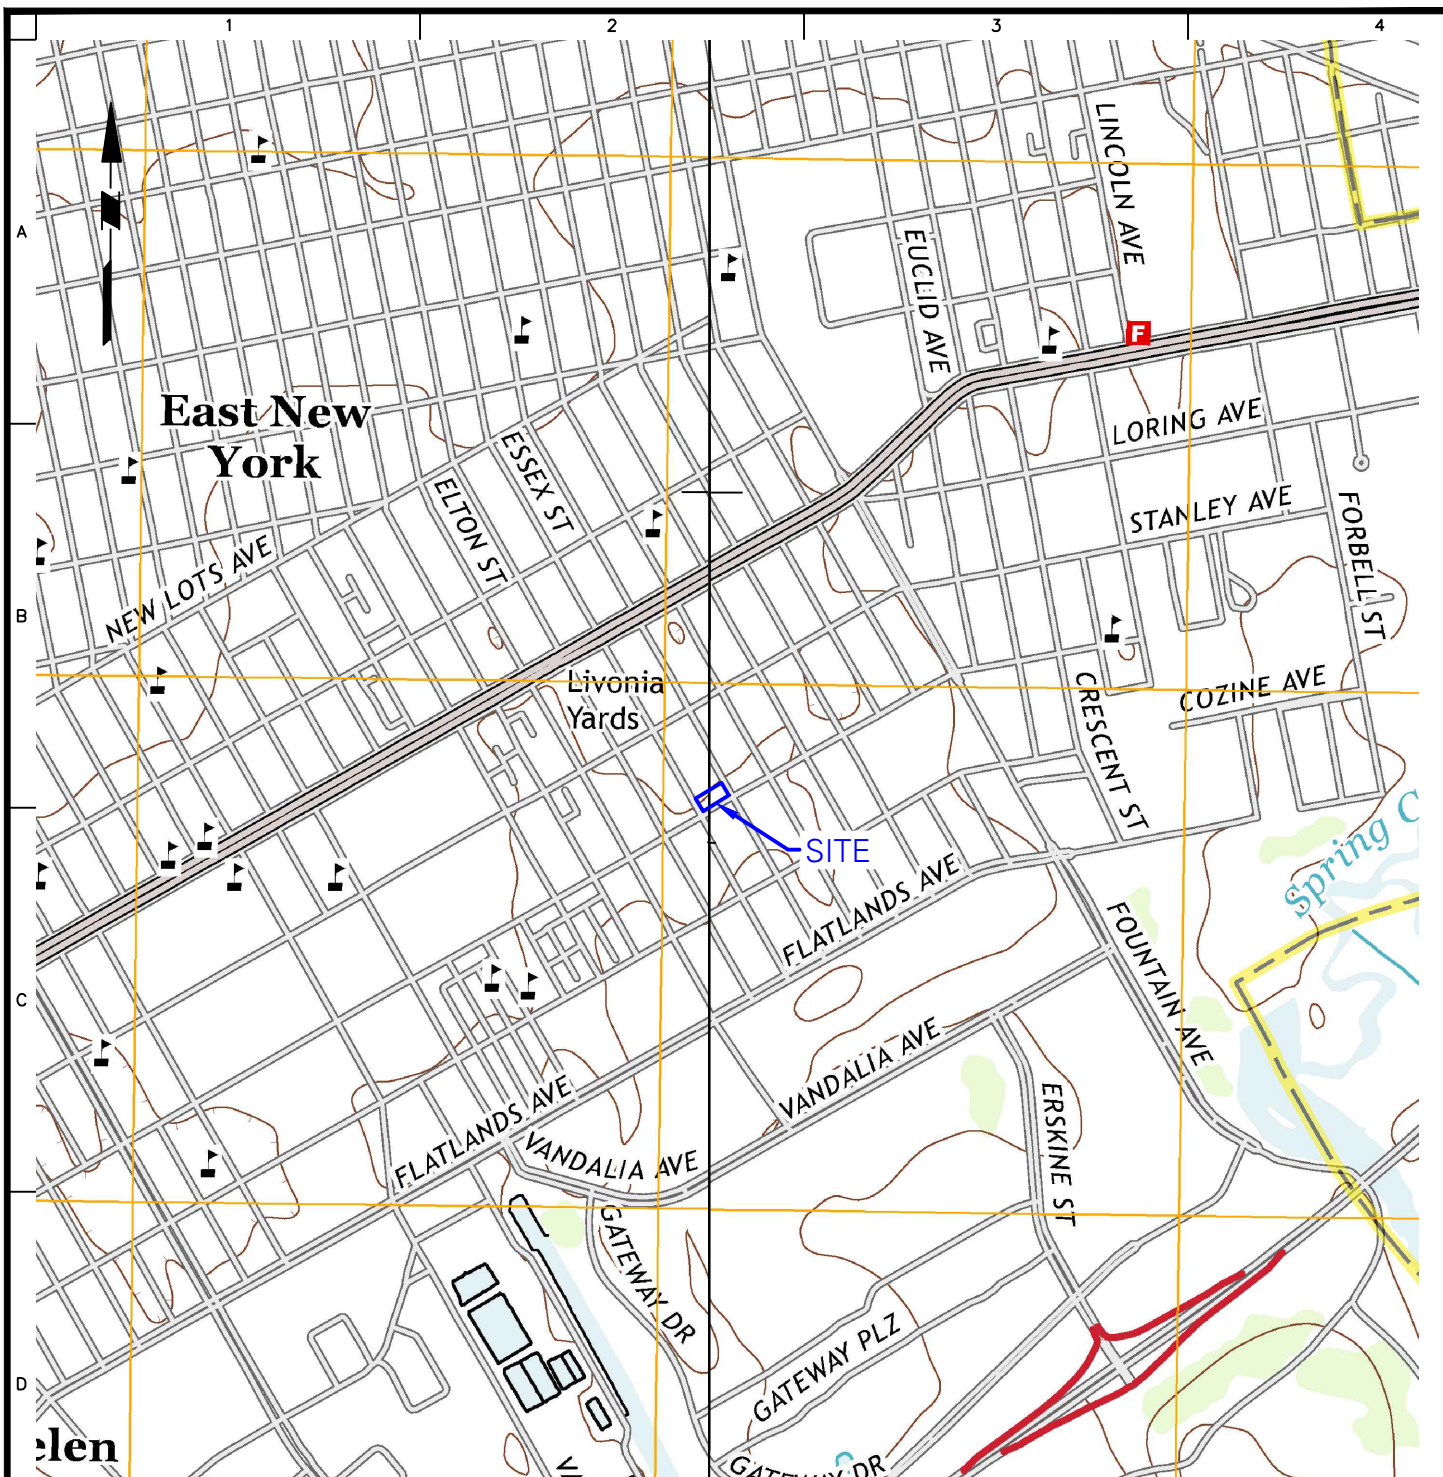 1
2
3
4
A
B
C
D
LINCOLN AVE
EUCLID AVE
F
East New
York
LORING AVE
ESSEX ST
ELTON ST
STANLEY AVE
FORBELL ST
NEW LOTS AVE
Livonia
Yards
CRESCENT ST
COZINE AVE
SITE
Spring C
FLATLANDS AVE
FOUNTAIN AVE
VANDALIA AVE
ERSKINE ST
FLATLANDS AVE
VANDALIA AVE
GATEWAY DR
GATEWAY PLZ
elen
GATEWAY DR